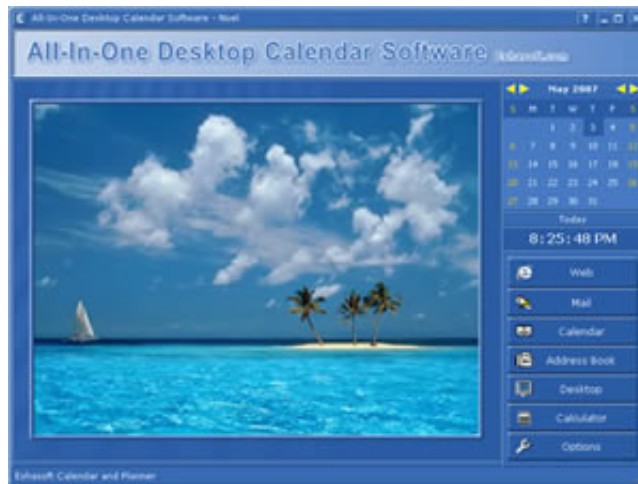 All-In-One Desktop Calendar Software - Noel
All-In-One Desktop Calendar Software
May 2007
S M T W T F S
1 2 3 4 5
6 7 8 9 10 11 12
13 14 15 16 17 18 19
20 21 22 23 24 25 26
27 28 29 30 31
Today
8:25:48 PM
Web
Mail
Calendar
Address Book
Desktop
Calculator
Options
Exhasoft Calendar and Planner